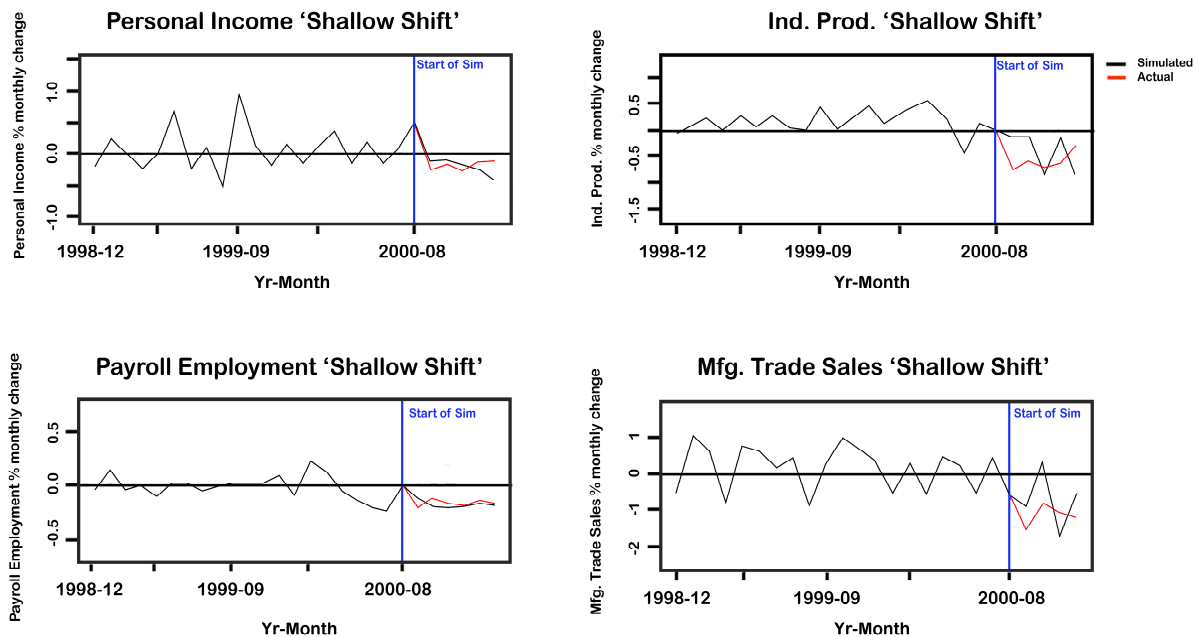 Personal Income ‘Shallow Shift’
Personal Income % monthly change
1.0
0.0
-1.0
Start of Sim
1998-12
1999-09
2000-08
Yr-Month
Ind. Prod. ‘Shallow Shift’
Ind. Prod. % monthly change
0.5
-0.5
-1.5
Start of Sim
1998-12
1999-09
2000-08
Yr-Month
Simulated
Actual
Payroll Employment ‘Shallow Shift’
Payroll Employment % monthly change
0.5
0.0
-0.5
Start of Sim
1998-12
1999-09
2000-08
Yr-Month
Mfg. Trade Sales ‘Shallow Shift’
Mfg. Trade Sales % monthly change
1
0
-1
-2
Start of Sim
1998-12
1999-09
2000-08
Yr-Month